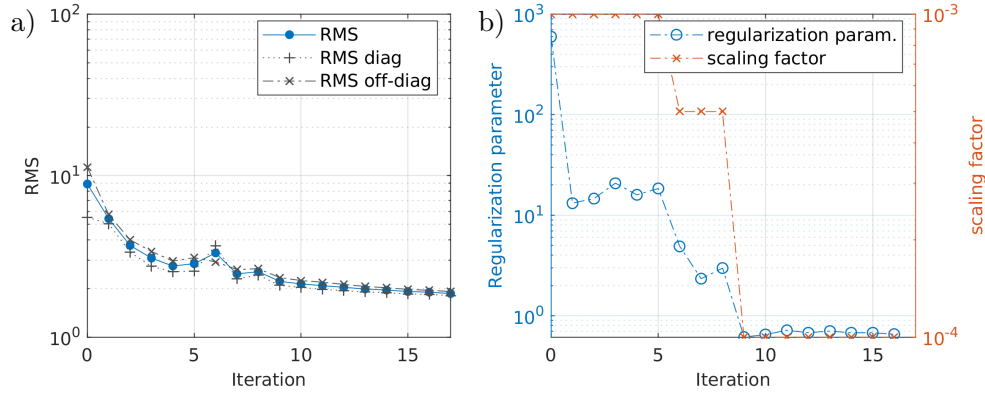 a)
10^2
10^1
10^0
RMS
RMS
RMS diag
RMS off-diag
0
5
10
15
Iteration
b)
10^3
10^2
10^1
10^0
Regularization parameter
regularization param.
scaling factor
10^-3
10^-4
scaling factor
0
5
10
15
Iteration